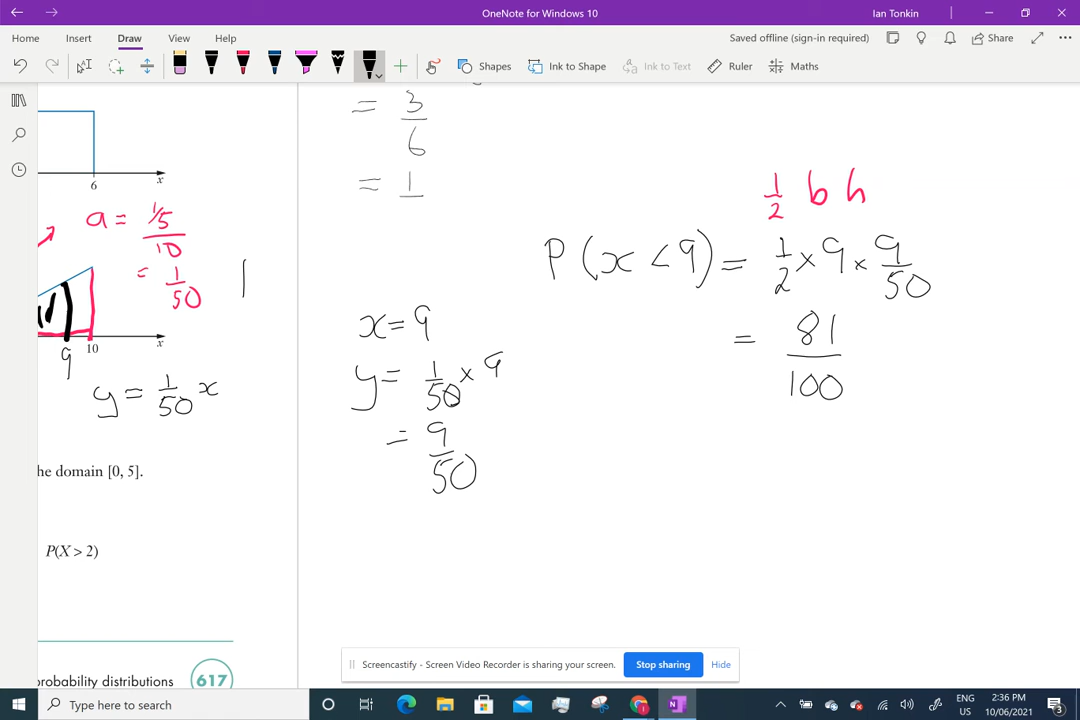 OneNote for Windows 10
Ian Tonkin
Home Insert Draw View Help
Saved offline (sign-in required)
Share
Shapes Ink to Shape Ink to Text Ruler Maths
= 3/6
= 1
6 x
a = 1/5/10
= 1/50
9 10 x
y = 1/50 x
he domain [0, 5].
P(X > 2)
probability distributions 617
x = 9
y = 1/50 × 9
= 9/50
1/2 b h
P (x < 9) = 1/2 × 9 × 9/50
= 81/100
Screencastify - Screen Video Recorder is sharing your screen.
Stop sharing
Hide
Type here to search
ENG
US
2:36 PM
10/06/2021
3